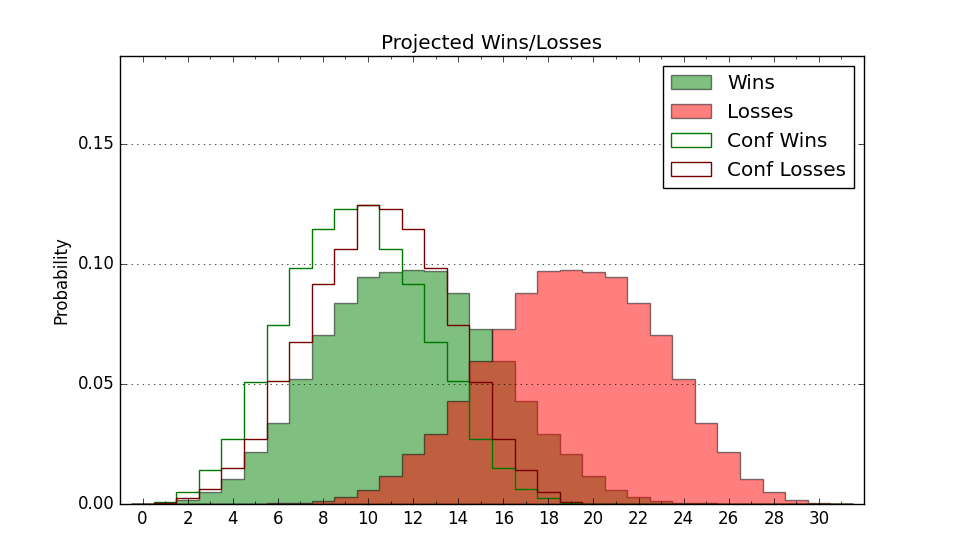 Projected Wins/Losses
Wins
Losses
Conf Wins
Conf Losses
Probability
0.15
0.10
0.05
0.00
0 2 4 6 8 10 12 14 16 18 20 22 24 26 28 30